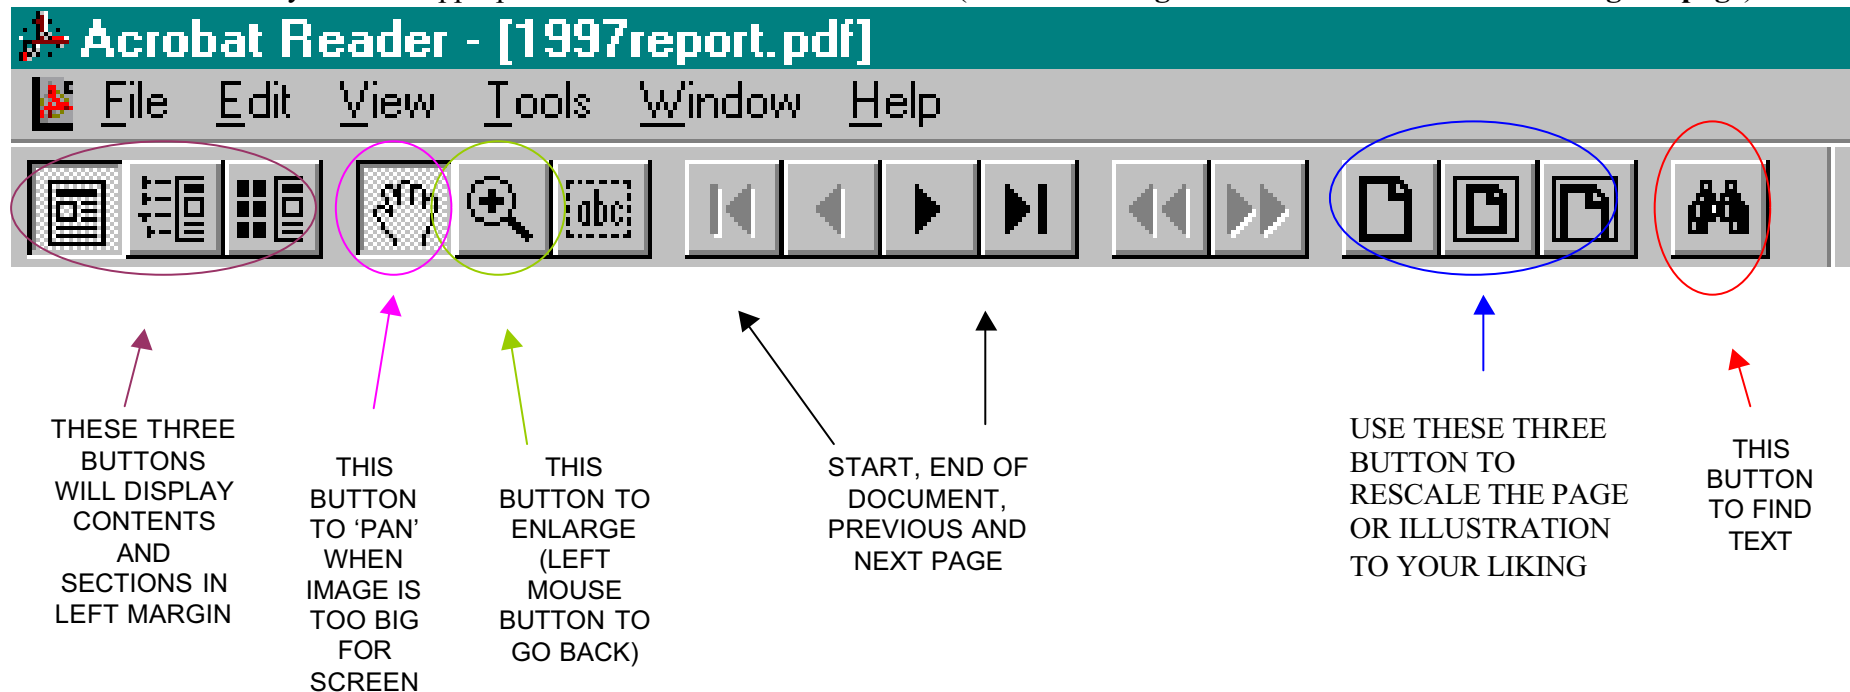 Acrobat Reader - [1997report.pdf]
File Edit View Tools Window Help
abc
THESE THREE
BUTTONS
WILL DISPLAY
CONTENTS
AND
SECTIONS IN
LEFT MARGIN
THIS
BUTTON
TO ‘PAN’
WHEN
IMAGE IS
TOO BIG
FOR
SCREEN
THIS
BUTTON TO
ENLARGE
(LEFT
MOUSE
BUTTON TO
GO BACK)
START, END OF
DOCUMENT,
PREVIOUS AND
NEXT PAGE
USE THESE THREE
BUTTON TO
RESCALE THE PAGE
OR ILLUSTRATION
TO YOUR LIKING
THIS
BUTTON
TO FIND
TEXT